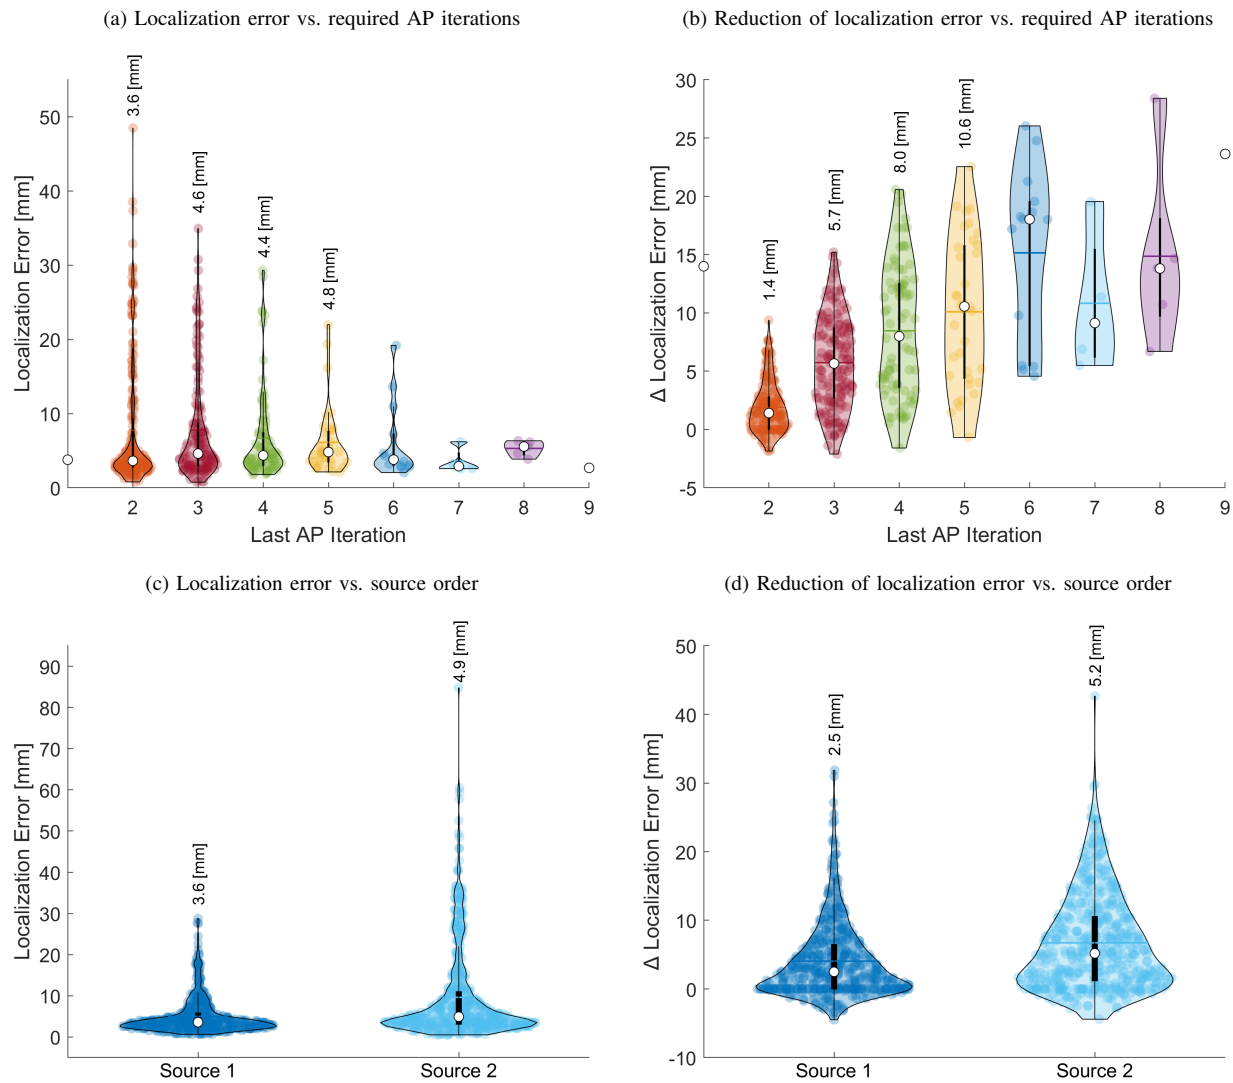 (a) Localization error vs. required AP iterations
Localization Error [mm]
50
40
30
20
10
0
3.6 [mm]
4.6 [mm]
4.4 [mm]
4.8 [mm]
2 3 4 5 6 7 8 9
Last AP Iteration
(b) Reduction of localization error vs. required AP iterations
Δ Localization Error [mm]
30
25
20
15
10
5
0
-5
1.4 [mm]
5.7 [mm]
8.0 [mm]
10.6 [mm]
2 3 4 5 6 7 8 9
Last AP Iteration
(c) Localization error vs. source order
Localization Error [mm]
90
80
70
60
50
40
30
20
10
0
3.6 [mm]
4.9 [mm]
Source 1 Source 2
(d) Reduction of localization error vs. source order
Δ Localization Error [mm]
50
40
30
20
10
0
-10
2.5 [mm]
5.2 [mm]
Source 1 Source 2